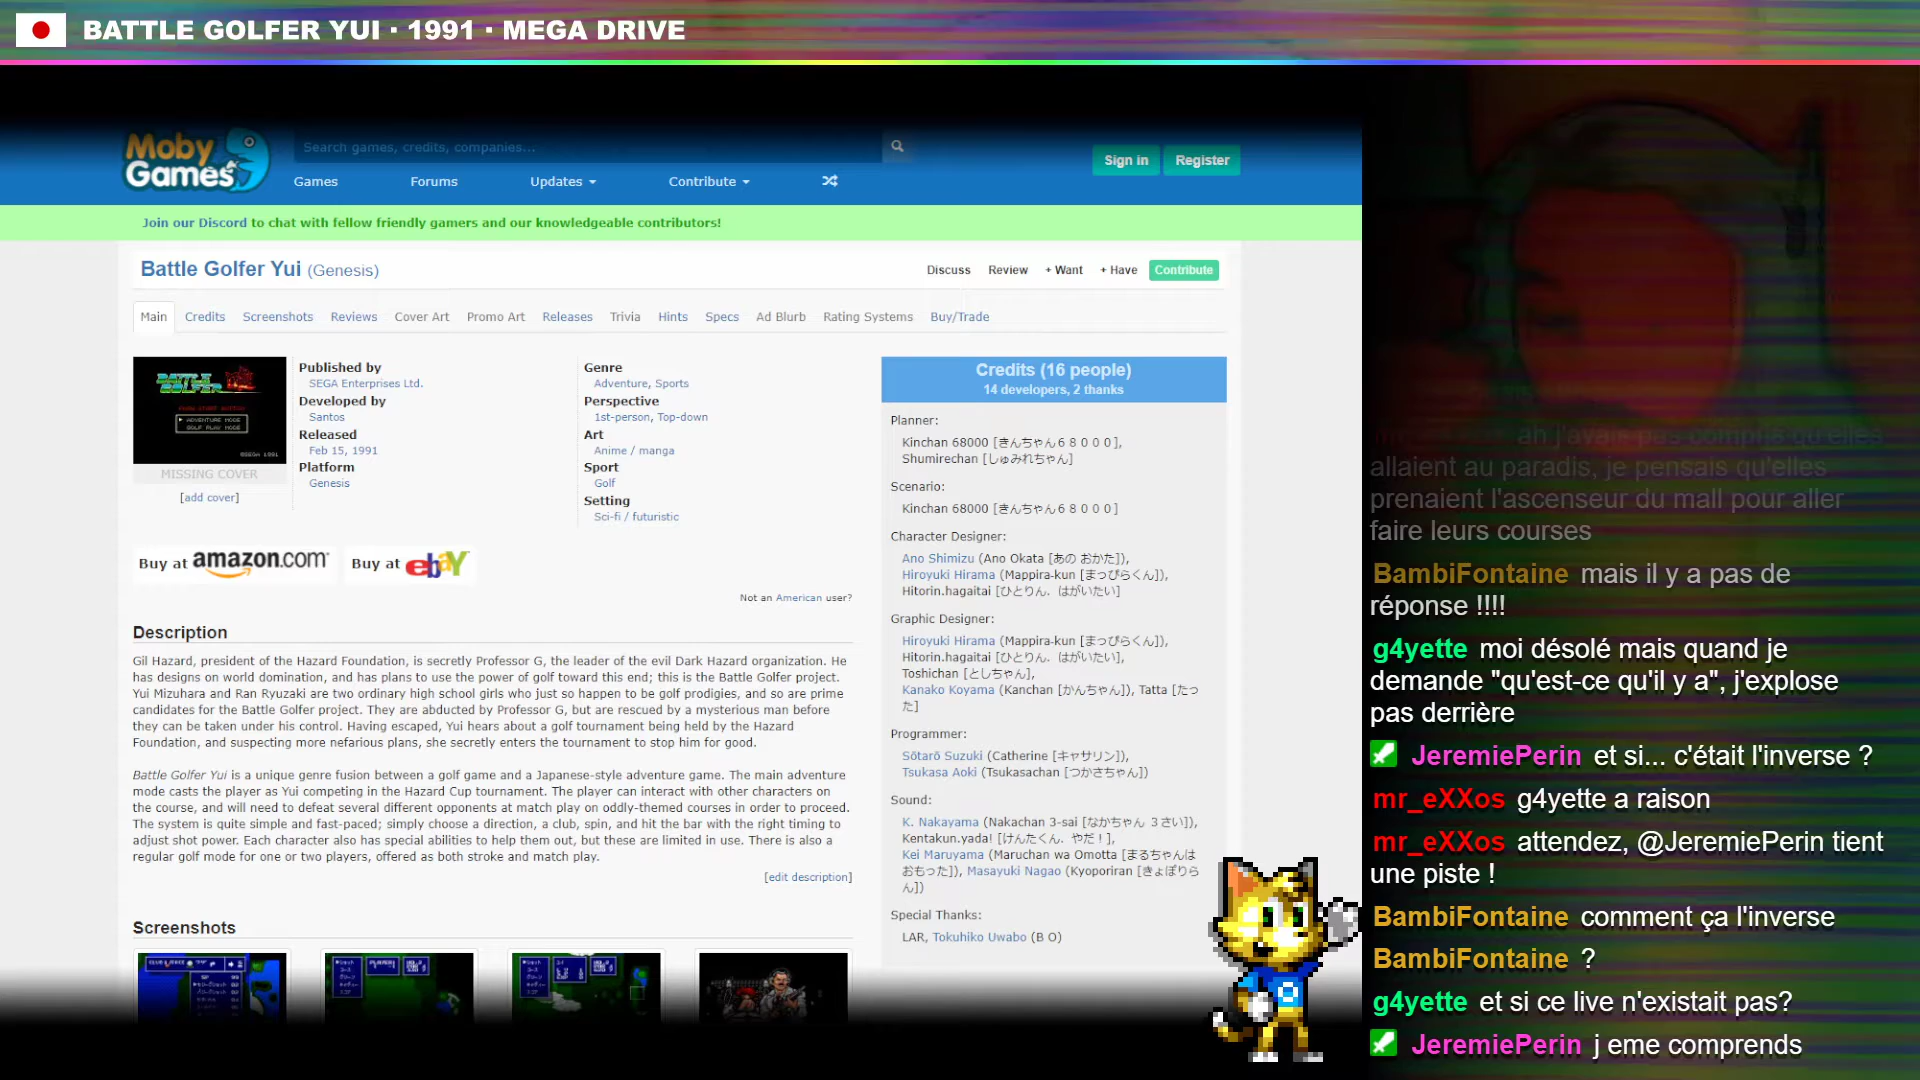 BATTLE GOLFER YUI · 1991 · MEGA DRIVE
Moby
Games
Search games, credits, companies...
Sign in
Register
Games
Forums
Updates
Contribute
Join our Discord to chat with fellow friendly gamers and our knowledgeable contributors!
Battle Golfer Yui (Genesis)
Discuss
Review
+ Want
+ Have
Contribute
Main
Credits
Screenshots
Reviews
Cover Art
Promo Art
Releases
Trivia
Hints
Specs
Ad Blurb
Rating Systems
Buy/Trade
BATTLE
GOLFER
ADVENTURE MODE
GOLF PLAY MODE
©SEGA 1991
MISSING COVER
[add cover]
Published by
SEGA Enterprises Ltd.
Developed by
Santos
Released
Feb 15, 1991
Platform
Genesis
Genre
Adventure, Sports
Perspective
1st-person, Top-down
Art
Anime / manga
Sport
Golf
Setting
Sci-fi / futuristic
Buy at amazon.com
Buy at ebay
Not an American user?
Description
Gil Hazard, president of the Hazard Foundation, is secretly Professor G, the leader of the evil Dark Hazard organization. He
has designs on world domination, and has plans to use the power of golf toward this end; this is the Battle Golfer project.
Yui Mizuhara and Ran Ryuzaki are two ordinary high school girls who just so happen to be golf prodigies, and so are prime
candidates for the Battle Golfer project. They are abducted by Professor G, but are rescued by a mysterious man before
they can be taken under his control. Having escaped, Yui hears about a golf tournament being held by the Hazard
Foundation, and suspecting more nefarious plans, she secretly enters the tournament to stop him for good.
Battle Golfer Yui is a unique genre fusion between a golf game and a Japanese-style adventure game. The main adventure
mode casts the player as Yui competing in the Hazard Cup tournament. The player can interact with other characters on
the course, and will need to defeat several different opponents at match play on oddly-themed courses in order to proceed.
The system is quite simple and fast-paced; simply choose a direction, a club, spin, and hit the bar with the right timing to
adjust shot power. Each character also has special abilities to help them out, but these are limited in use. There is also a
regular golf mode for one or two players, offered as both stroke and match play.
[edit description]
Screenshots
Credits (16 people)
14 developers, 2 thanks
Planner:
Kinchan 68000 [きんちゃん６８０００],
Shumirechan [しゅみれちゃん]
Scenario:
Kinchan 68000 [きんちゃん６８０００]
Character Designer:
Ano Shimizu (Ano Okata [あの おかた]),
Hiroyuki Hirama (Mappira-kun [まっぴらくん]),
Hitorin.hagaitai [ひとりん．はがいたい]
Graphic Designer:
Hiroyuki Hirama (Mappira-kun [まっぴらくん]),
Hitorin.hagaitai [ひとりん．はがいたい],
Toshichan [としちゃん],
Kanako Koyama (Kanchan [かんちゃん]), Tatta [たっ
た]
Programmer:
Sōtarō Suzuki (Catherine [キャサリン]),
Tsukasa Aoki (Tsukasachan [つかさちゃん])
Sound:
K. Nakayama (Nakachan 3-sai [なかちゃん ３さい]),
Kentakun.yada! [けんたくん．やだ！],
Kei Maruyama (Maruchan wa Omotta [まるちゃんは
おもった]), Masayuki Nagao (Kyoporiran [きょぽりら
ん])
Special Thanks:
LAR, Tokuhiko Uwabo (B O)
ah j'avais pas compris qu'elles
allaient au paradis, je pensais qu'elles
prenaient l'ascenseur du mall pour aller
faire leurs courses
BambiFontaine mais il y a pas de
réponse !!!!
g4yette moi désolé mais quand je
demande "qu'est-ce qu'il y a", j'explose
pas derrière
JeremiePerin et si... c'était l'inverse ?
mr_eXXos g4yette a raison
mr_eXXos attendez, @JeremiePerin tient
une piste !
BambiFontaine comment ça l'inverse
BambiFontaine ?
g4yette et si ce live n'existait pas?
JeremiePerin j eme comprends